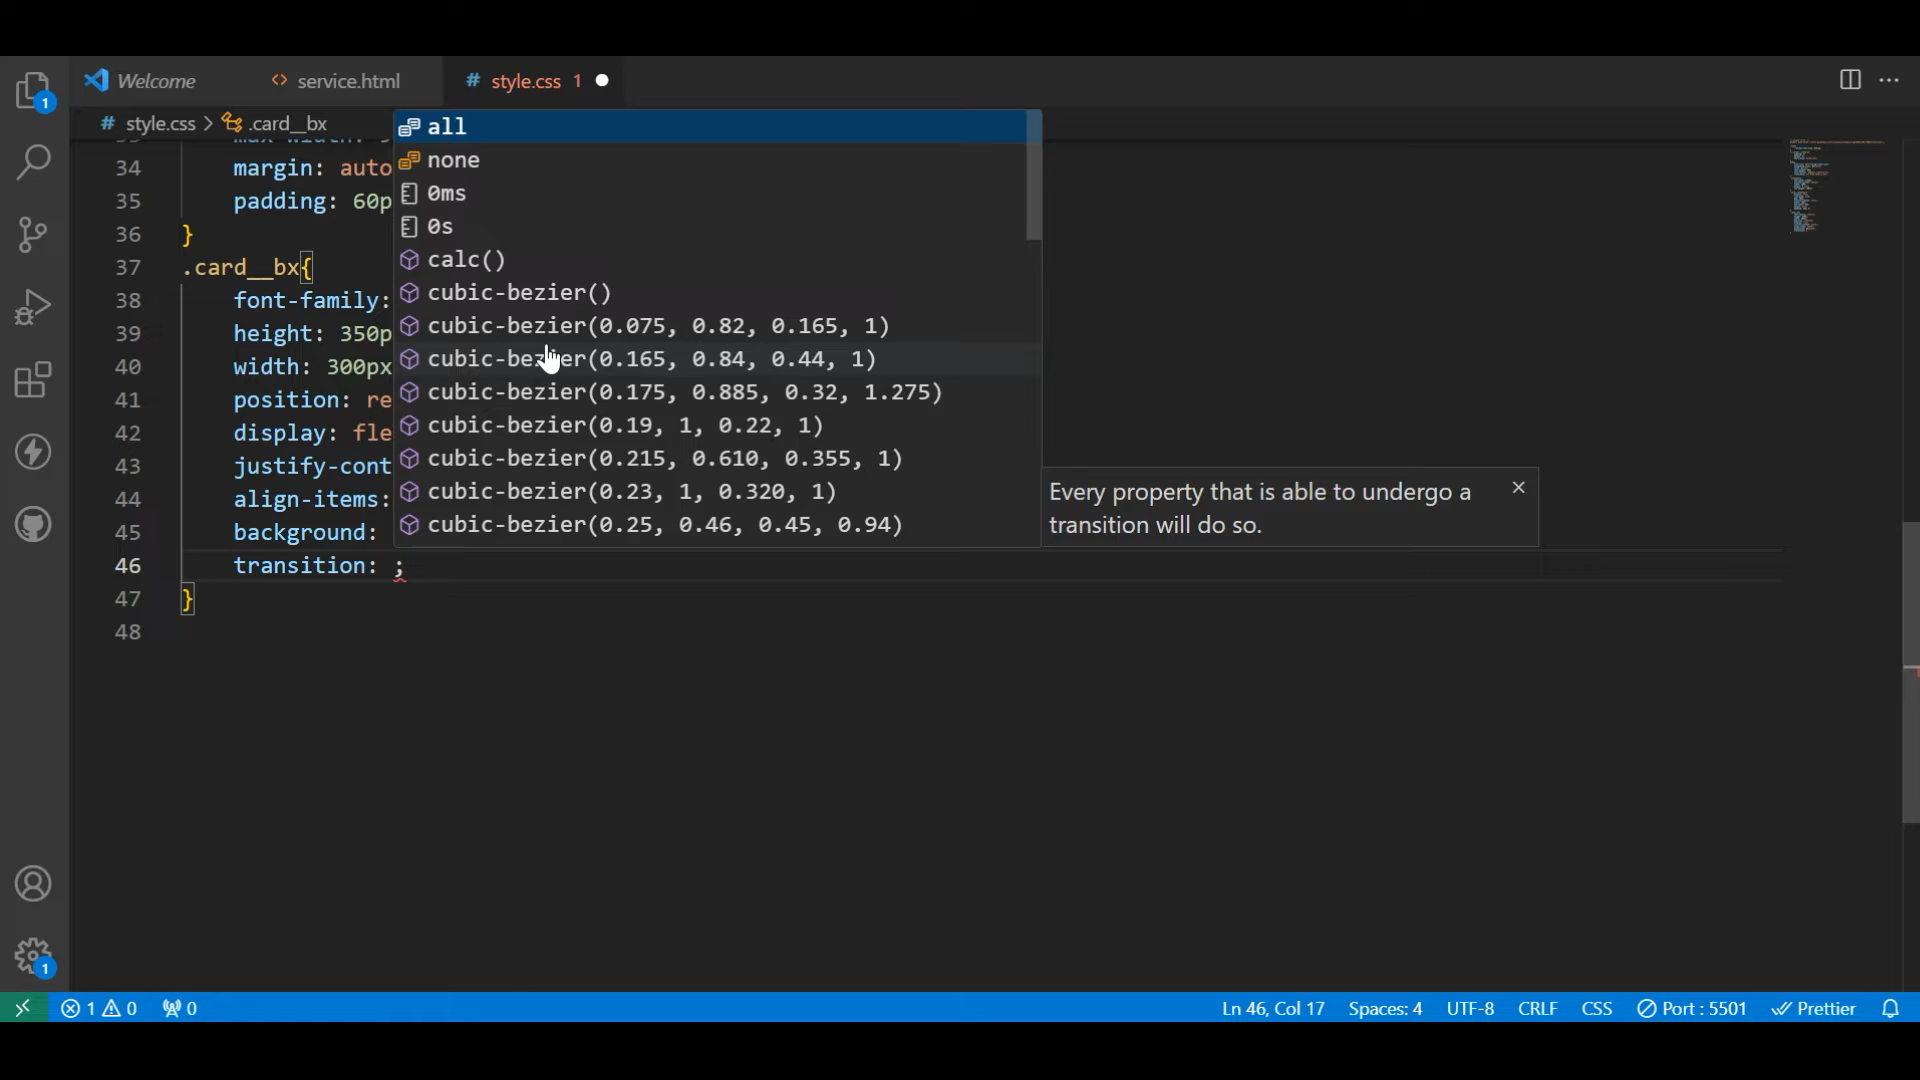 1
Welcome
<> service.html
# style.css 1
# style.css > .card__bx
34 margin: auto
35 padding: 60p
36 }
37 .card__bx{
38 font-family:
39 height: 350p
40 width: 300px
41 position: re
42 display: fle
43 justify-cont
44 align-items:
45 background:
46 transition: ;
47 }
48
all
none
0ms
0s
calc()
cubic-bezier()
cubic-bezier(0.075, 0.82, 0.165, 1)
cubic-bezier(0.165, 0.84, 0.44, 1)
cubic-bezier(0.175, 0.885, 0.32, 1.275)
cubic-bezier(0.19, 1, 0.22, 1)
cubic-bezier(0.215, 0.610, 0.355, 1)
cubic-bezier(0.23, 1, 0.320, 1)
cubic-bezier(0.25, 0.46, 0.45, 0.94)
Every property that is able to undergo a
transition will do so.
1
1 0 0 Ln 46, Col 17 Spaces: 4 UTF-8 CRLF CSS Port : 5501 Prettier